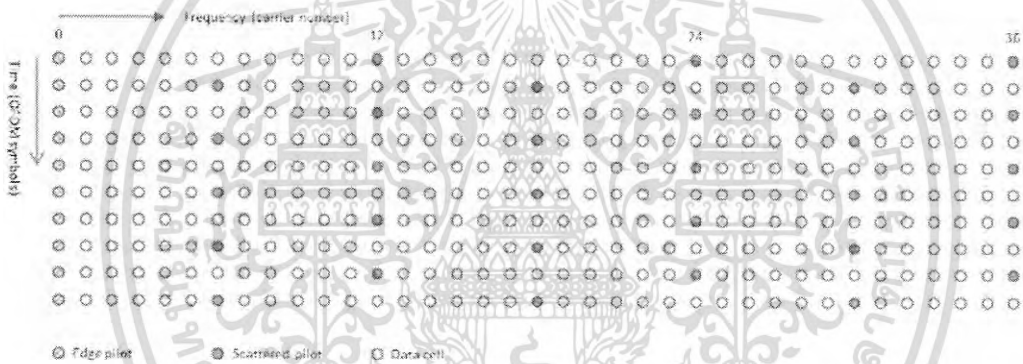 Frequency (carrier number)
0 12 24 36
Time (OFDM symbols)
Edge pilot Scattered pilot Data cell